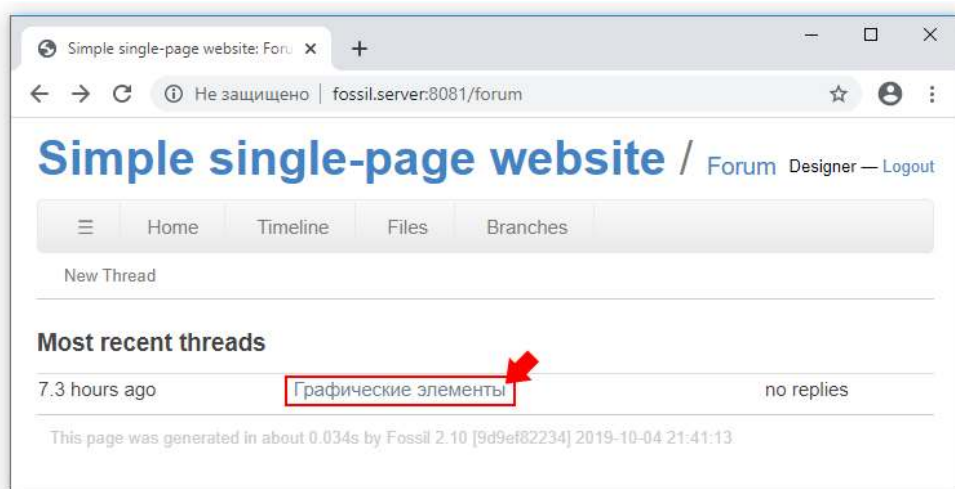 Simple single-page website: Foru
Не защищено | fossil.server:8081/forum
Simple single-page website / Forum Designer — Logout
☰ Home Timeline Files Branches
New Thread
Most recent threads
7.3 hours ago Графические элементы no replies
This page was generated in about 0.034s by Fossil 2.10 [9d9ef82234] 2019-10-04 21:41:13